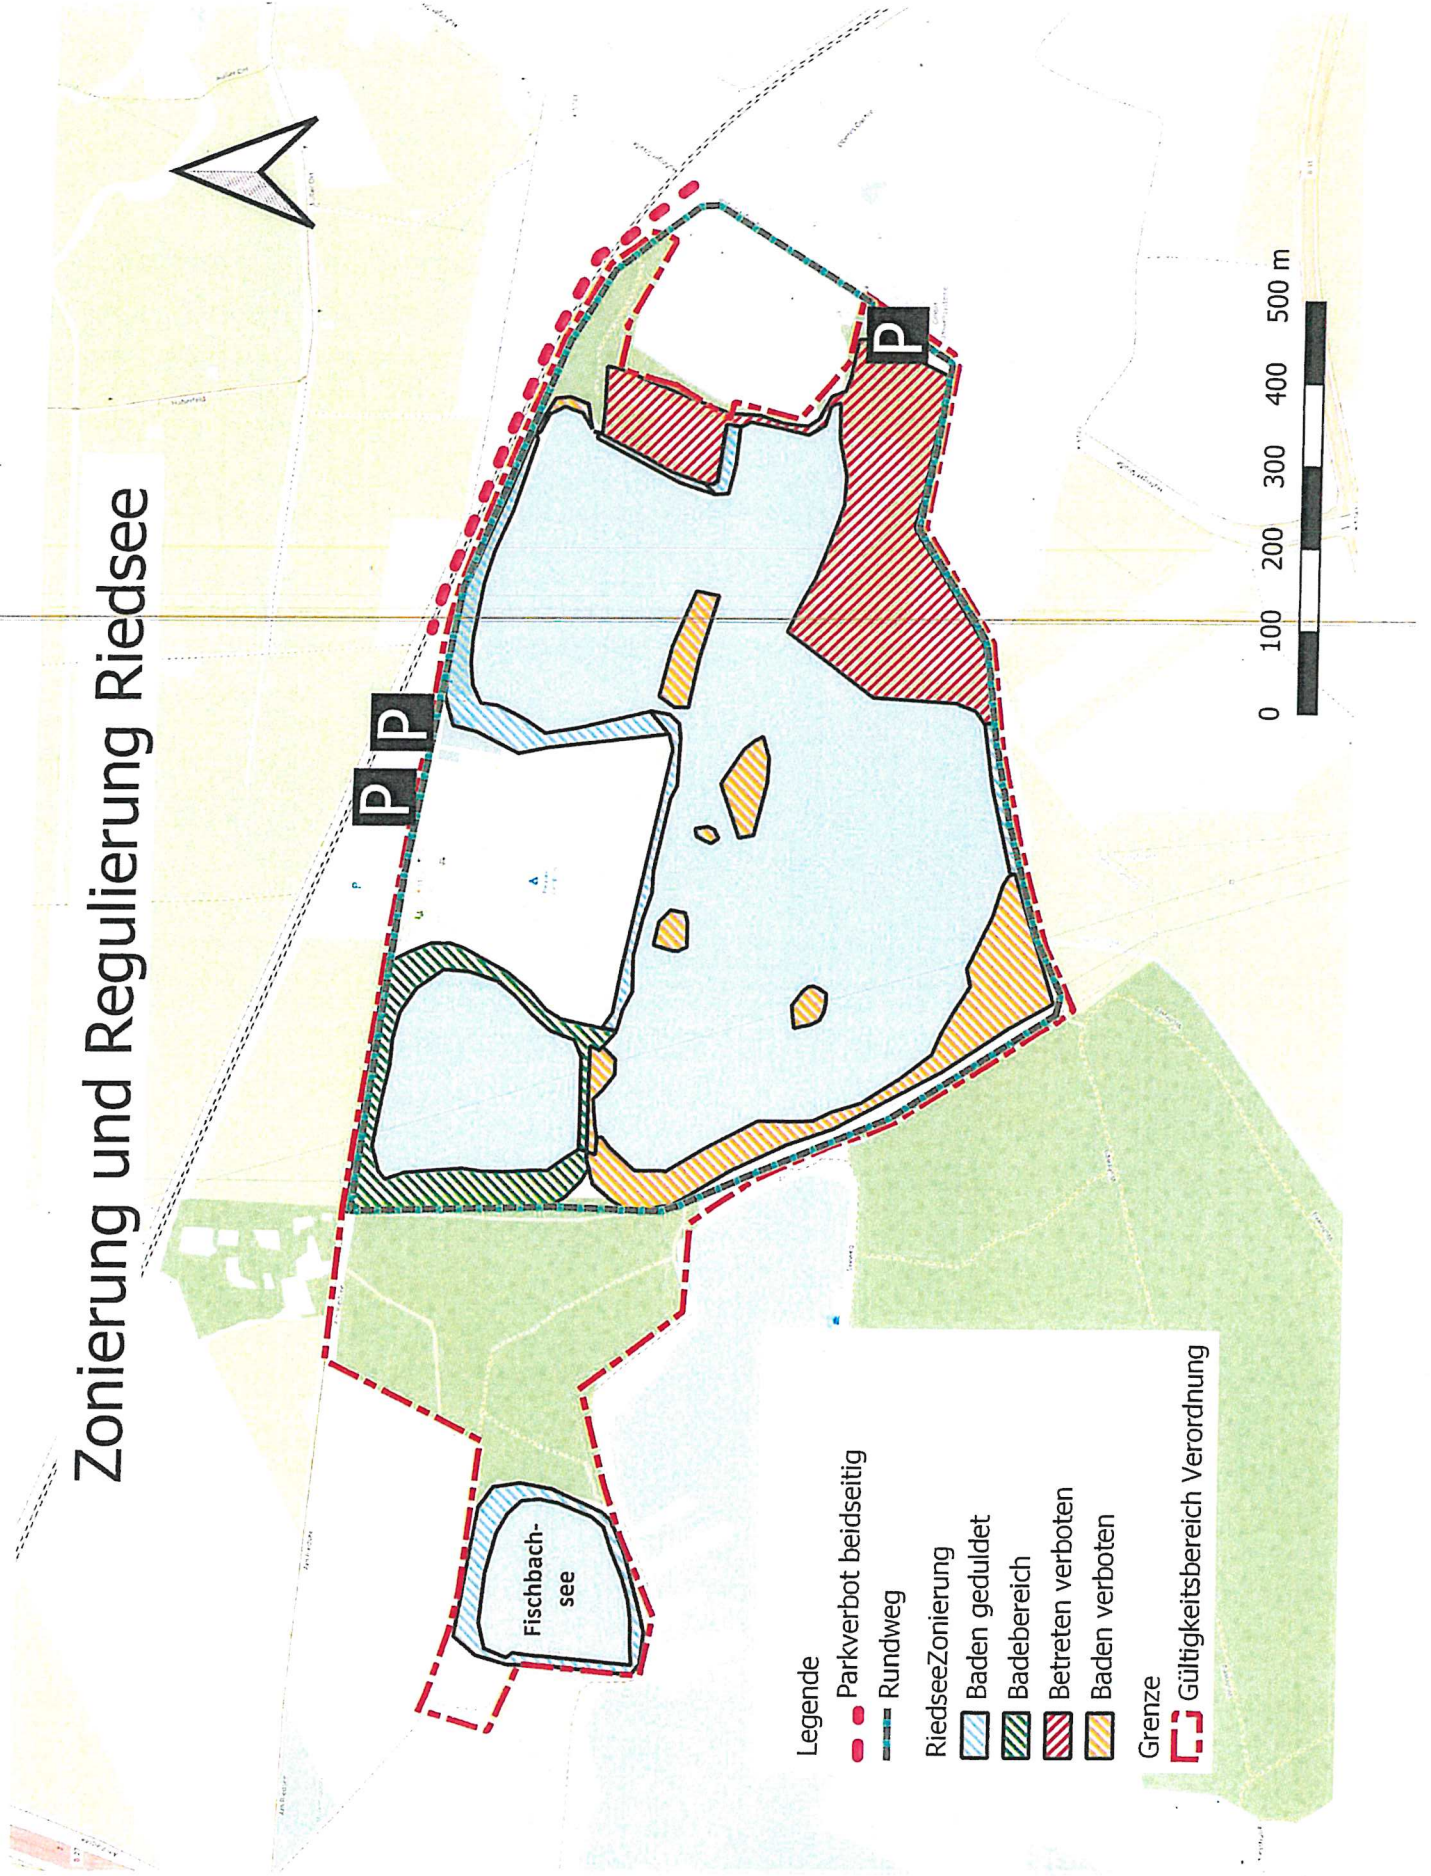 Zonierung und Regulierung Riedsee
P
P
P
P
Fischbach-
see
Legende
Parkverbot beidseitig
Rundweg
RiedseeZonierung
Baden geduldet
Badebereich
Betreten verboten
Baden verboten
Grenze
Gültigkeitsbereich Verordnung
0 100 200 300 400 500 m